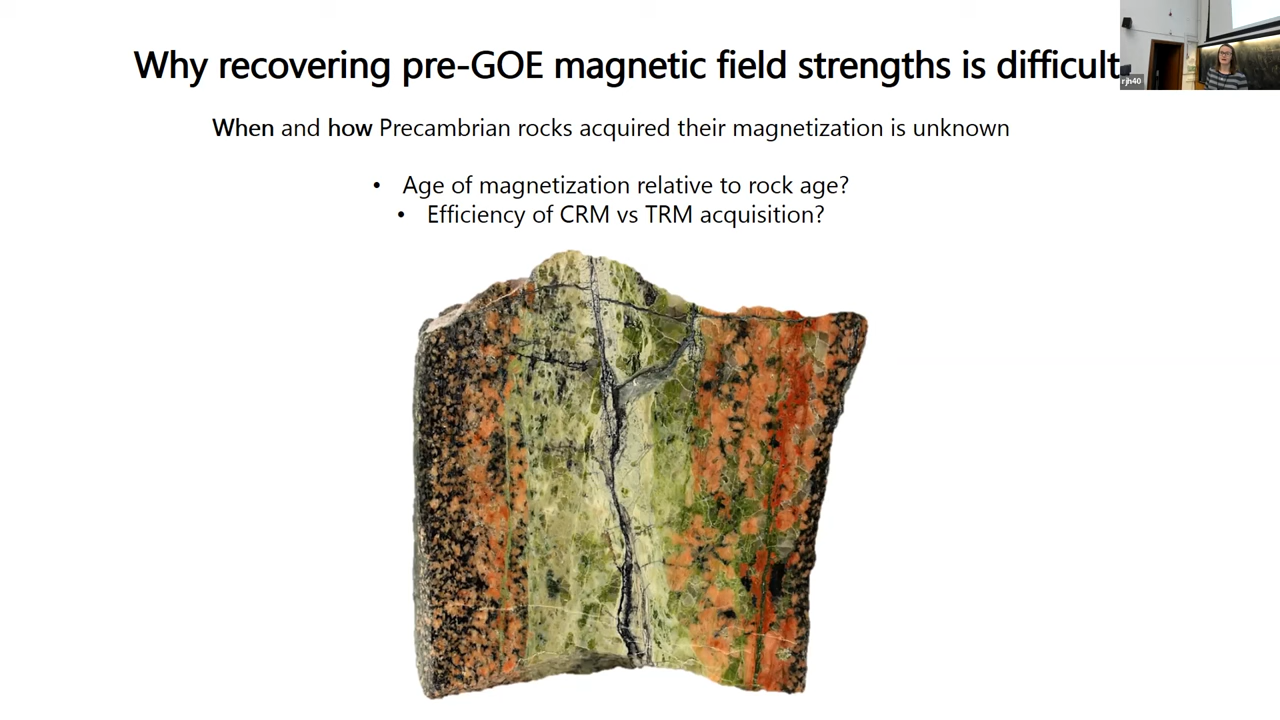 Why recovering pre-GOE magnetic field strengths is difficult
When and how Precambrian rocks acquired their magnetization is unknown
• Age of magnetization relative to rock age?
• Efficiency of CRM vs TRM acquisition?
rjh40